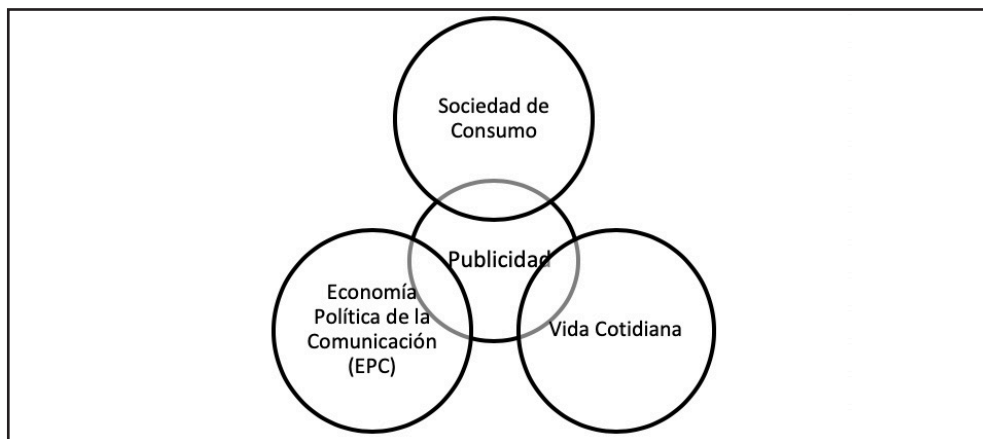 Sociedad de
Consumo
Publicidad
Economía
Política de la
Comunicación
(EPC)
Vida Cotidiana